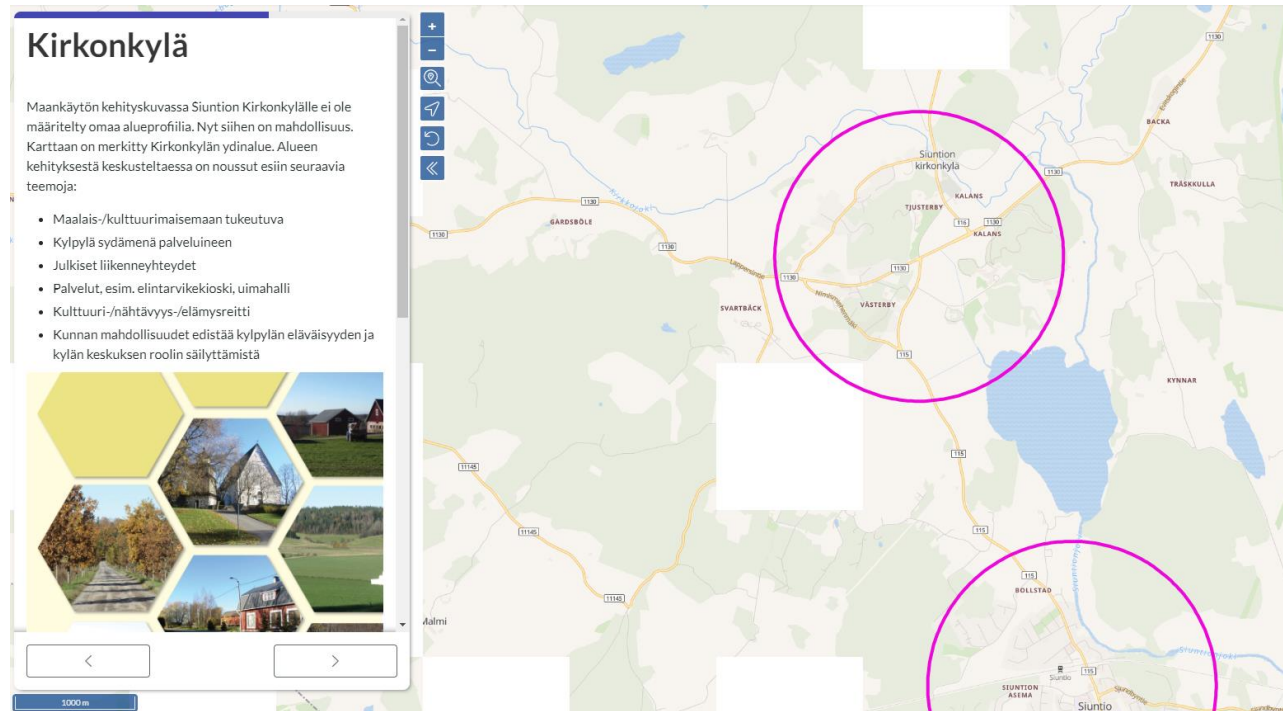 Kirkonkylä
Maankäytön kehityskuvassa Siuntion Kirkonkylälle ei ole
määritelty omaa alueprofiilia. Nyt siihen on mahdollisuus.
Karttaan on merkitty Kirkonkylän ydinalue. Alueen
kehityksestä keskusteltaessa on noussut esiin seuraavia
teemoja:
• Maalais-/kulttuurimaisemaan tukeutuva
• Kylpylä sydämenä palveluineen
• Julkiset liikenneyhteydet
• Palvelut, esim. elintarvikekioski, uimahalli
• Kulttuuri-/nähtävyys-/elämysreitti
• Kunnan mahdollisuudet edistää kylpylän eläväisyyden ja
kylän keskuksen roolin säilyttämistä
1000 m
1130
BACKA
Siuntion
kirkonkylä
1130
TRÄSKKULLA
KALANS
TJUSTERBY
1130
GÅRDSBÖLE
115
1130
KALANS
1130
1130
1130
1130
VÄSTERBY
SVARTBÄCK
115
KYNNAR
115
11145
115
11145
115
BOLLSTAD
11145
Malmi
Siuntionjoki
Siuntio
115
SIUNTION
ASEMA
Siuntio